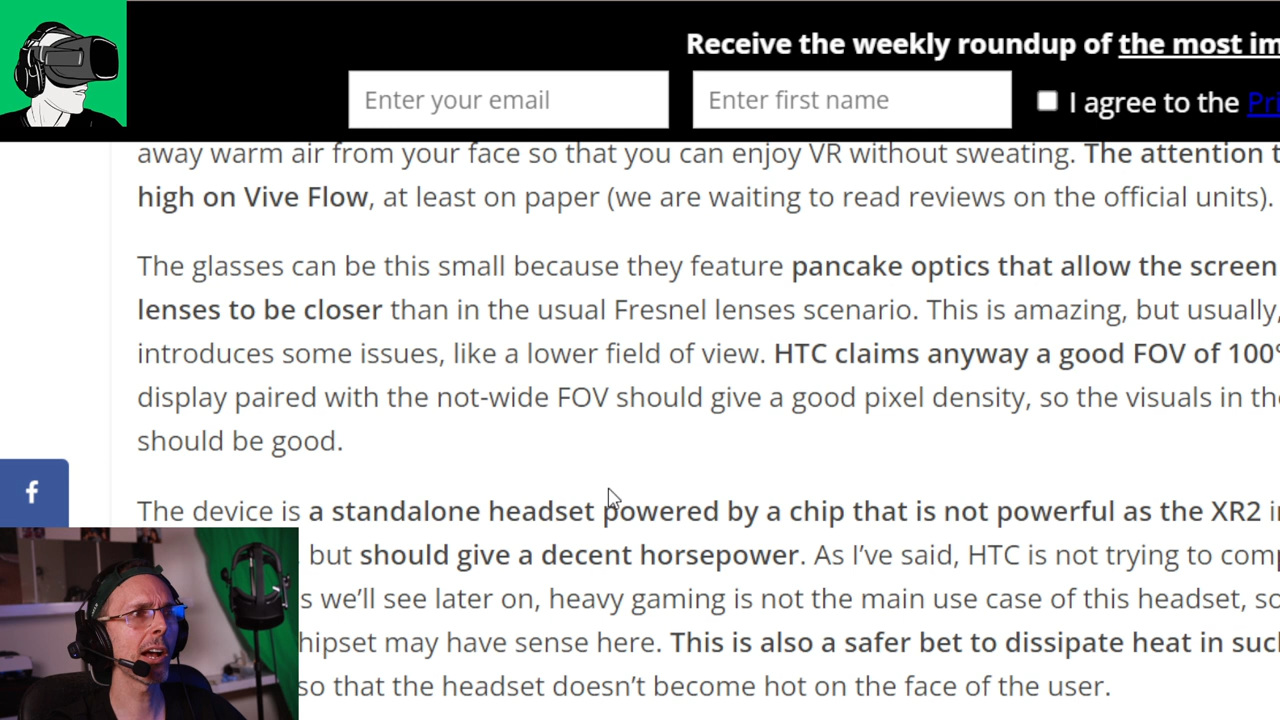 Receive the weekly roundup of the most im
Enter your email
Enter first name
I agree to the Pri
away warm air from your face so that you can enjoy VR without sweating. The attention t
high on Vive Flow, at least on paper (we are waiting to read reviews on the official units).
The glasses can be this small because they feature pancake optics that allow the screen
lenses to be closer than in the usual Fresnel lenses scenario. This is amazing, but usually,
introduces some issues, like a lower field of view. HTC claims anyway a good FOV of 100°
display paired with the not-wide FOV should give a good pixel density, so the visuals in the
should be good.
f
The device is a standalone headset powered by a chip that is not powerful as the XR2 in
but should give a decent horsepower. As I've said, HTC is not trying to comp
s we'll see later on, heavy gaming is not the main use case of this headset, so
hipset may have sense here. This is also a safer bet to dissipate heat in such
so that the headset doesn't become hot on the face of the user.